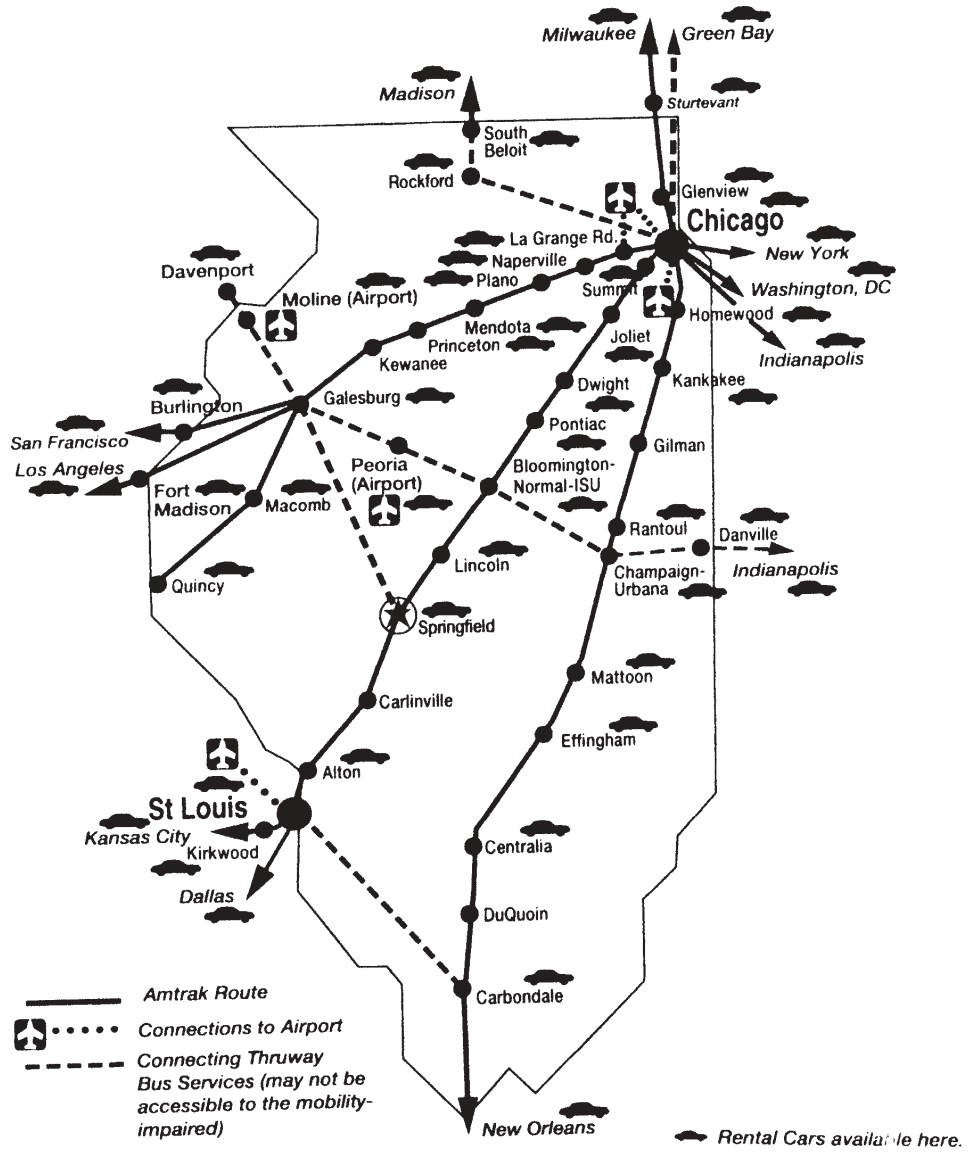 Milwaukee
Green Bay
Madison
Sturtevant
South
Beloit
Rockford
Glenview
Chicago
La Grange Rd.
New York
Davenport
Naperville
Moline (Airport)
Plano
Summit
Washington, DC
Homewood
Mendota
Joliet
Princeton
Indianapolis
Kewanee
Dwight
Kankakee
Burlington
Galesburg
Pontiac
San Francisco
Gilman
Los Angeles
Peoria
(Airport)
Bloomington-
Normal-ISU
Fort
Madison
Macomb
Rantoul
Danville
Lincoln
Quincy
Champaign-
Urbana
Indianapolis
Springfield
Mattoon
Carlinville
Effingham
Alton
St Louis
Kansas City
Kirkwood
Centralia
Dallas
DuQuoin
Carbondale
Amtrak Route
Connections to Airport
Connecting Thruway
Bus Services (may not be
accessible to the mobility-
impaired)
New Orleans
Rental Cars available here.